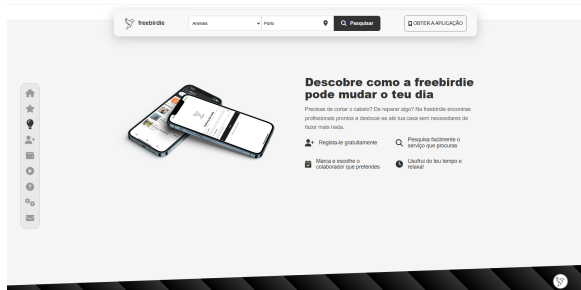 freebirdie
Animais
Porto
Pesquisar
OBTER A APLICAÇÃO
Descobre como a freebirdie
pode mudar o teu dia
Precisas de cortar o cabelo? De reparar algo? Na freebirdie encontras
profissionais prontos a deslocar-se até tua casa sem necessitares de
fazer mais nada.
Regista-te gratuitamente
Pesquisa facilmente o
serviço que procuras
Marca e escolhe o
colaborador que pretendes
Usufrui do teu tempo e
relaxa!